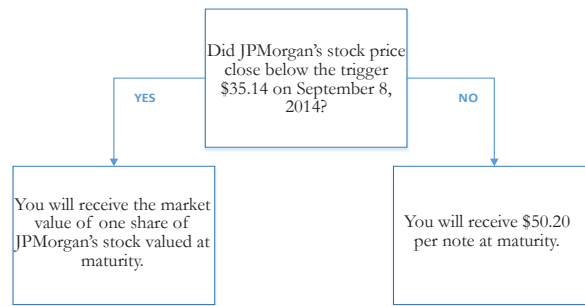 Did JPMorgan’s stock price
close below the trigger
$35.14 on September 8,
2014?
YES
NO
You will receive the market
value of one share of
JPMorgan’s stock valued at
maturity.
You will receive $50.20
per note at maturity.